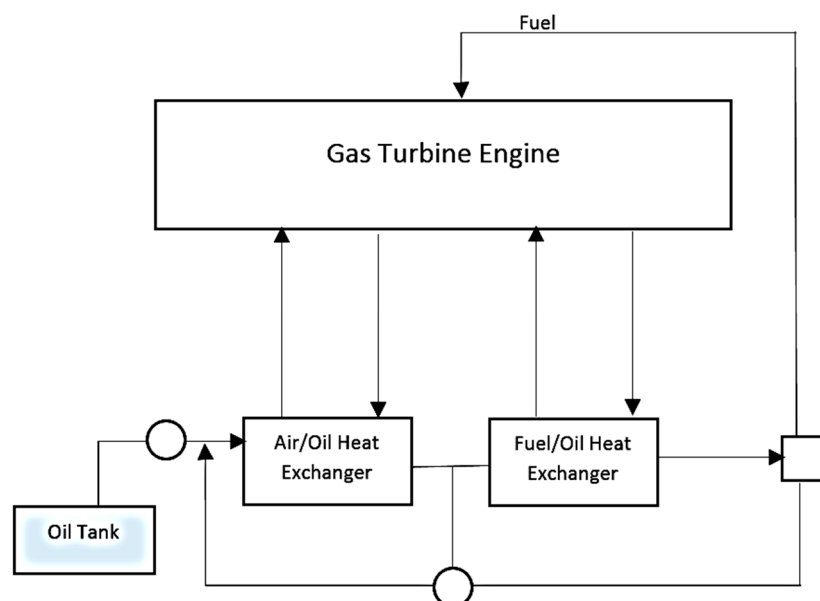 Fuel
Gas Turbine Engine
Air/Oil Heat
Exchanger
Fuel/Oil Heat
Exchanger
Oil Tank